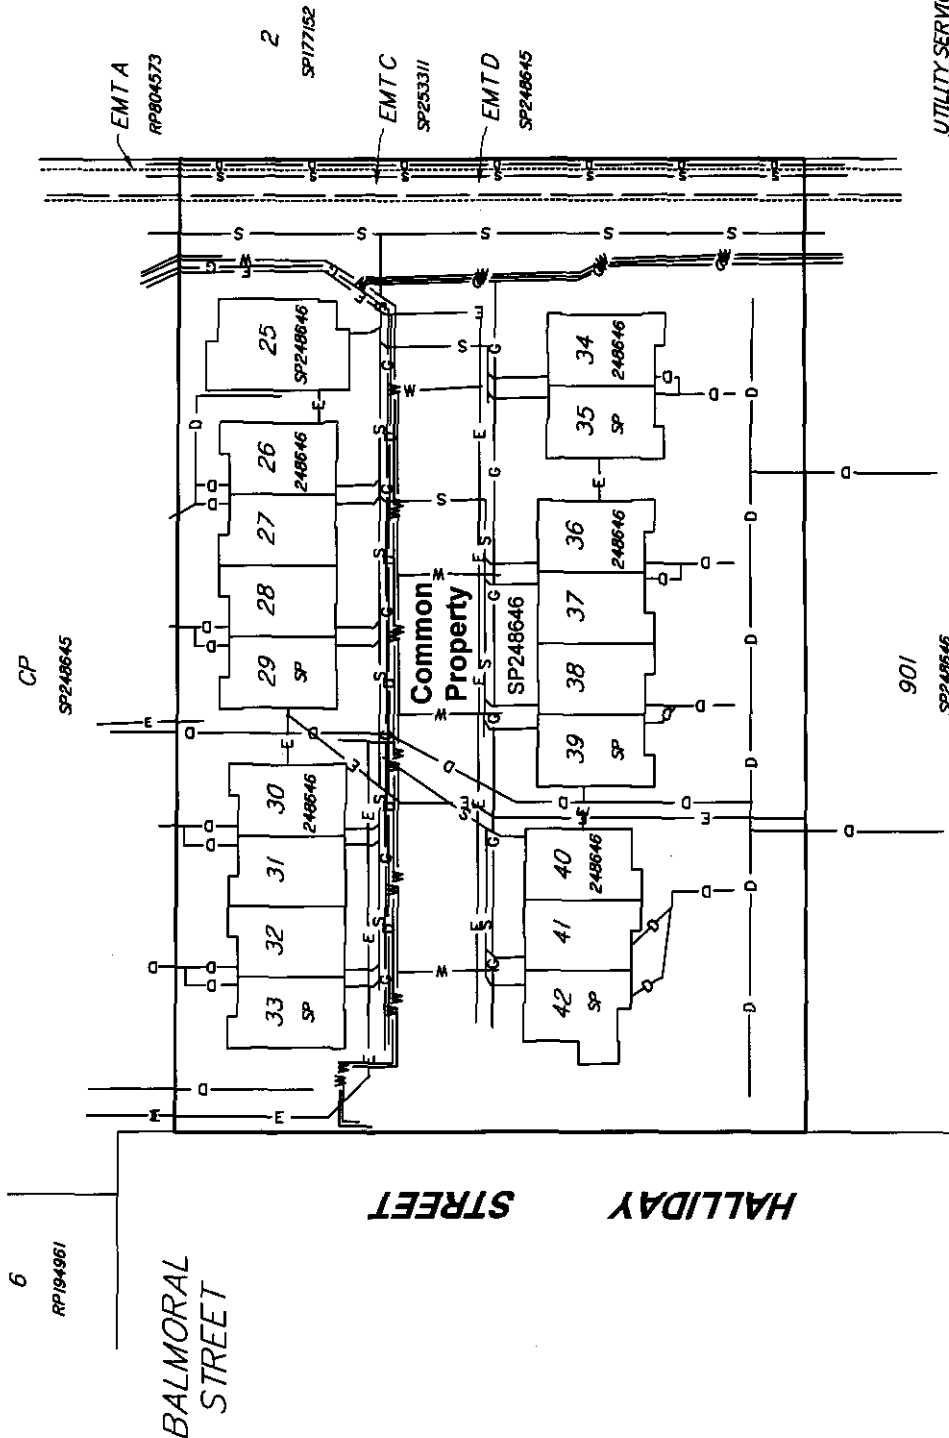 6
RP194961
BALMORAL
STREET
HALLIDAY STREET
CP
SP248645
EMT A
RP804573
2
SP177152
EMT C
SP253311
EMT D
SP248645
UTILITY SERVIC
33
SP
32
31
30
248646
29
SP
28
27
26
248646
25
SP248646
Common
Property
SP248646
42
SP
41
40
248646
39
SP
38
37
36
248646
35
SP
34
248646
901
SP248646